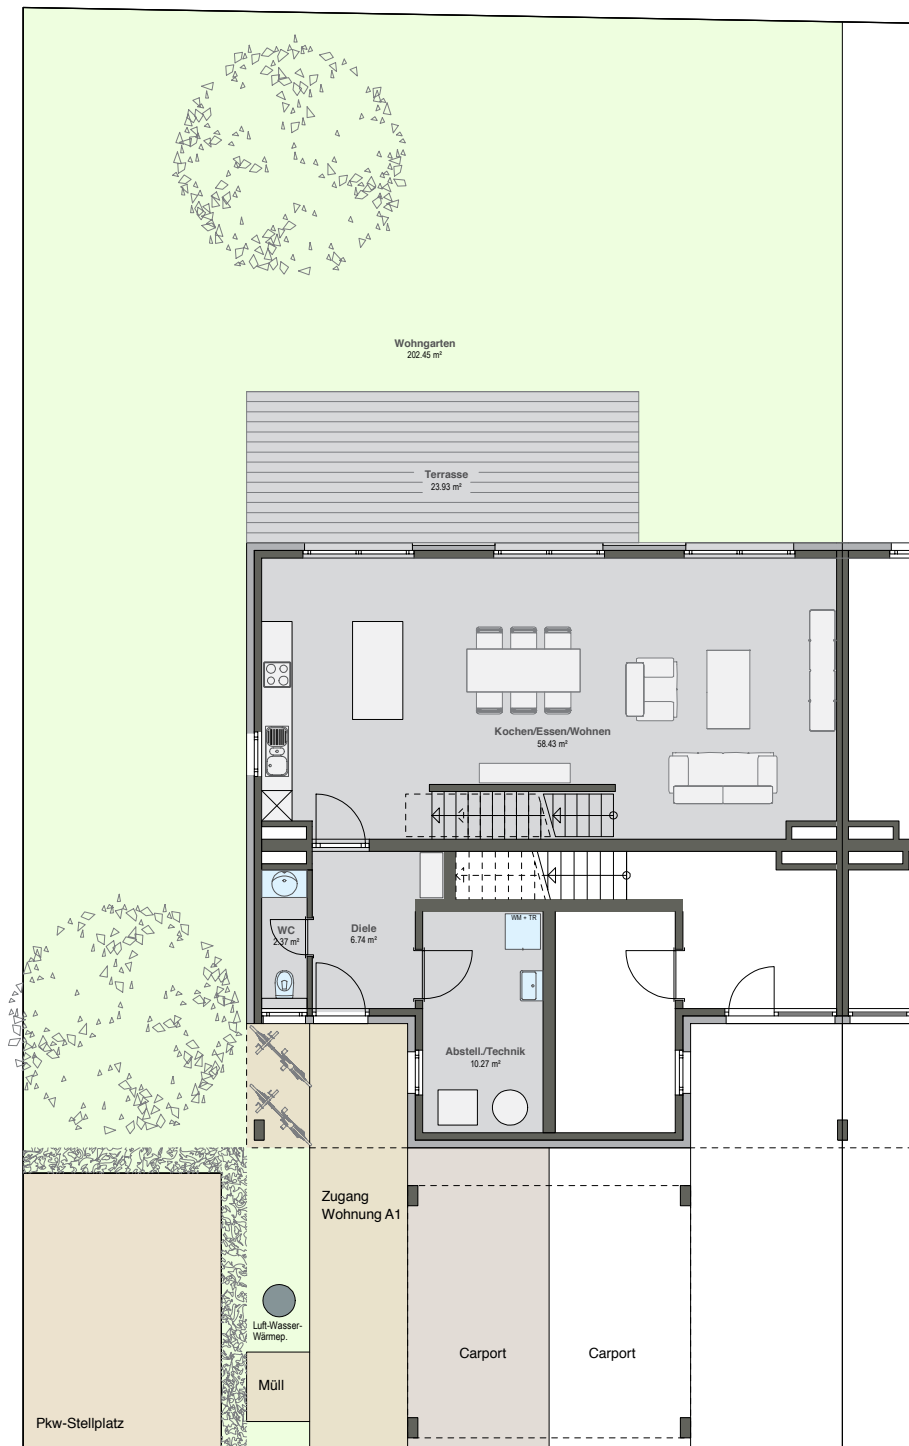 Wohngarten
202.45 m²
Terrasse
23.93 m²
Kochen/Essen/Wohnen
58.43 m²
WM + TR
WC
2.37 m²
Diele
6.74 m²
Abstell./Technik
10.27 m²
Zugang
Wohnung A1
Luft-Wasser-
Wärmep.
Carport
Carport
Müll
Pkw-Stellplatz